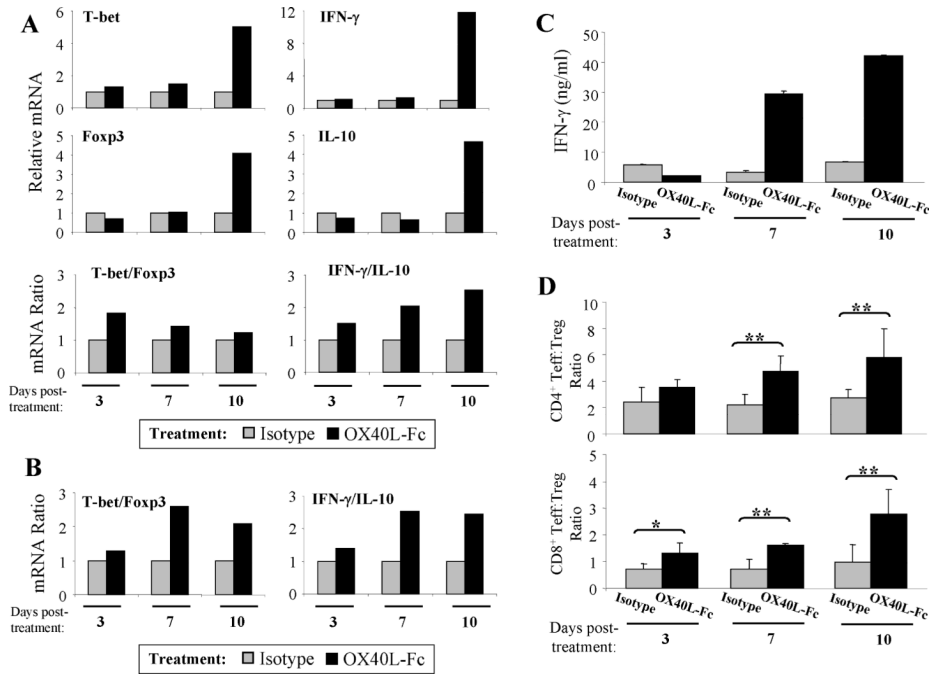 A
T-bet
IFN-γ
Relative mRNA
6
5
4
3
2
1
0
12
10
8
6
4
2
0
Foxp3
IL-10
5
4
3
2
1
0
5
4
3
2
1
0
T-bet/Foxp3
IFN-γ/IL-10
mRNA Ratio
3
2
1
0
3
2
1
0
Days post-
treatment:
3 7 10 3 7 10
Treatment: Isotype OX40L-Fc
B
T-bet/Foxp3
IFN-γ/IL-10
mRNA Ratio
3
2
1
0
3
2
1
0
Days post-
treatment:
3 7 10 3 7 10
Treatment: Isotype OX40L-Fc
C
IFN-γ (ng/ml)
50
40
30
20
10
0
Isotype OX40L-Fc Isotype OX40L-Fc Isotype OX40L-Fc
Days post-
treatment:
3 7 10
D
CD4+ Teff:Treg
Ratio
10
8
6
4
2
0
** **
CD8+ Teff:Treg
Ratio
5
4
3
2
1
0
* ** **
Isotype OX40L-Fc Isotype OX40L-Fc Isotype OX40L-Fc
Days post-
treatment:
3 7 10